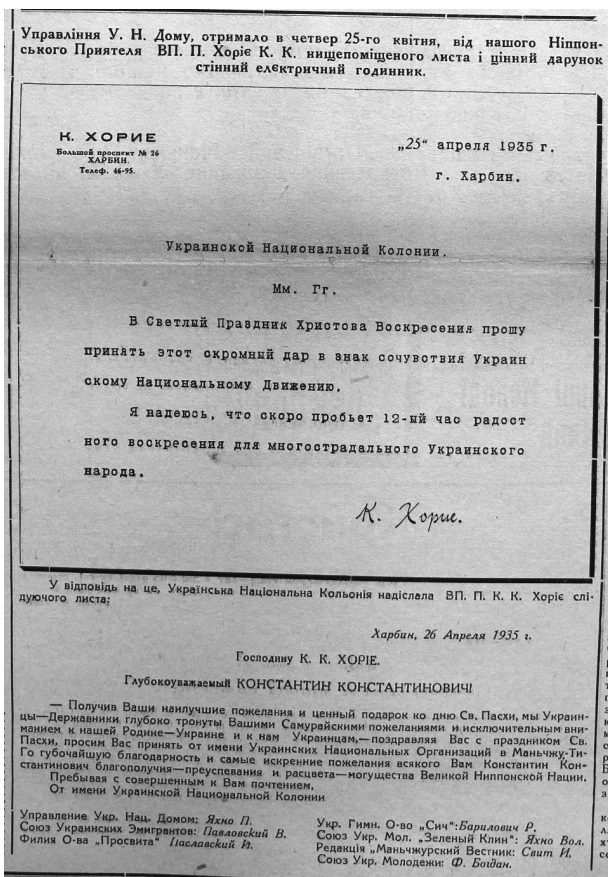 Управління У. Н. Дому, отримало в четвер 25-го квітня, від нашого Ніппон-
ського Приятеля ВП. П. Хоріє К. К. нищепоміщеного листа і цінний дарунок
стінний електричний годинник.
К. ХОРИЕ
Большой проспект № 26
ХАРБИН.
Телеф. 46-95.
„25“ апреля 1935 г.
г. Харбин.
Украинской Национальной Колонии.
Мм. Гг.
В Светлый Праздник Христова Воскресения прошу
принять этот скромный дар в знак сочувствия Украин
скому Национальному Движению.
Я надеюсь, что скоро пробьет 12-ый час радост
ного воскресения для многострадального Украинского
народа.
К. Хорие.
У відповідь на це, Українська Національна Кольонія надіслала ВП. П. К. К. Хоріє слі-
дуючого листа:
Харбин, 26 Апреля 1935 г.
Господину К. К. ХОРІЕ.
Глубокоуважаемый КОНСТАНТИН КОНСТАНТИНОВИЧ!
— Получив Ваши наилучшие пожелания и ценный подарок ко дню Св. Пасхи, мы Украин-
цы—Державники глубоко тронуты Вашими Самурайскими пожеланиями и исключительным вни-
манием к нашей Родине—Украине и к нам Украинцам,—поздравляя Вас с праздником Св.
Пасхи, просим Вас принять от имени Украинских Национальных Организаций в Маньчжу-Ти-
Го губочайшую благодарность и самые искренние пожелания всякого Вам Константин Кон-
стантинович благополучия—преуспевания и расцвета—могущества Великой Ниппонской Нации.
Пребывая с совершенным к Вам почтением,
От имени Украинской Национальной Колонии
Управление Укр. Нац. Домом: Яхно П.
Союз Украинских Эмигрантов: Павловский В.
Филия О-ва „Просвита“ Паславский И.
Укр. Гимн. О-во „Сич“:Барилович Р.
Союз Укр. Мол. „Зеленый Клин“: Яхно Вол.
Редакція „Маньчжурский Вестник: Свит И.
Союз Укр. Молодежи: Ф. Богдан.